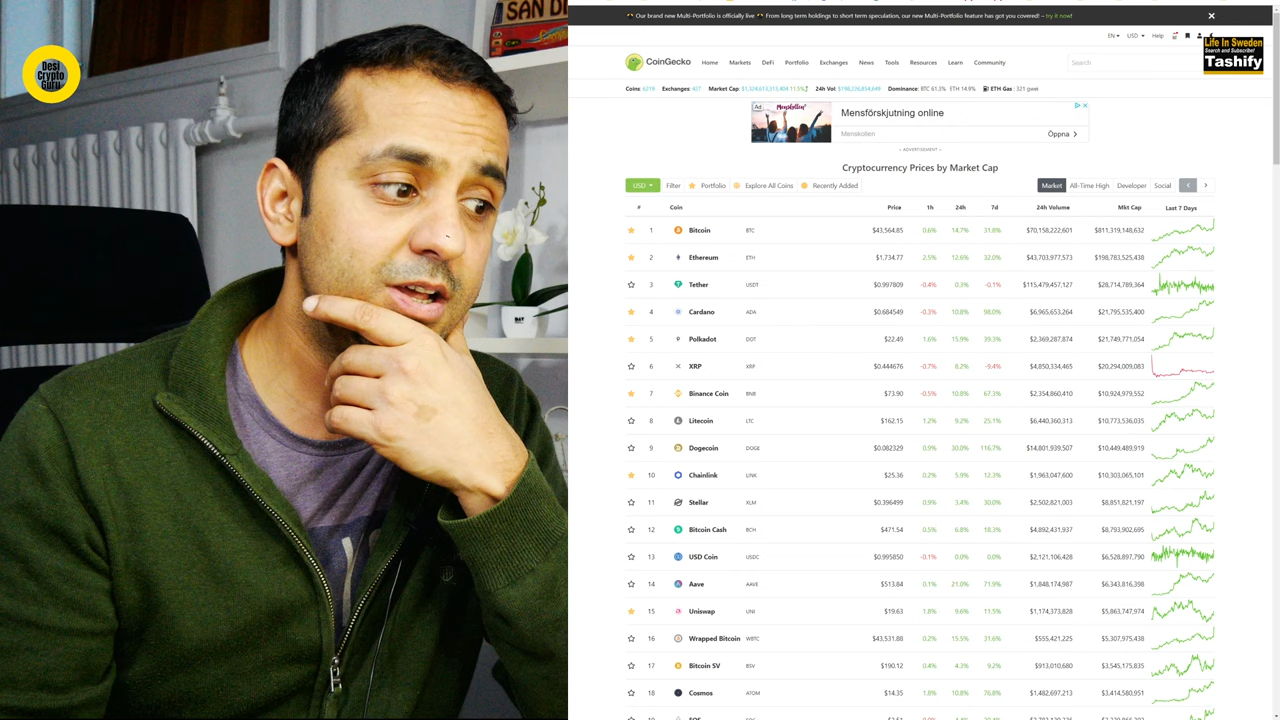 SAN DI
Desi
Crypto
Guru
Our brand new Multi-Portfolio is officially live From long term holdings to short term speculation, our new Multi-Portfolio feature has got you covered! – try it now!
EN USD Help
Life In Sweden
Search and Subscribe!
Tashify
CoinGecko Home Markets DeFi Portfolio Exchanges News Tools Resources Learn Community Search
Coins: 6219 Exchanges: 437 Market Cap: $1,324,613,313,404 11.5% 24h Vol: $198,226,854,649 Dominance: BTC 61.3% ETH 14.9% ETH Gas: 321 gwei
Ad
Menskollen
Mensförskjutning online
Menskollen Öppna
- ADVERTISEMENT -
Cryptocurrency Prices by Market Cap
USD Filter Portfolio Explore All Coins Recently Added Market All-Time High Developer Social
# Coin Price 1h 24h 7d 24h Volume Mkt Cap Last 7 Days
1 Bitcoin BTC $43,564.85 0.6% 14.7% 31.8% $70,158,222,601 $811,319,148,632
2 Ethereum ETH $1,734.77 2.5% 12.6% 32.0% $43,703,977,573 $198,783,525,438
3 Tether USDT $0.997809 -0.4% 0.3% -0.1% $115,479,457,127 $28,714,789,364
4 Cardano ADA $0.684549 -0.3% 10.8% 98.0% $6,965,653,264 $21,795,535,400
5 Polkadot DOT $22.49 1.6% 15.9% 39.3% $2,369,287,874 $21,749,771,054
6 XRP XRP $0.444676 -0.7% 8.2% -9.4% $4,850,334,465 $20,294,009,083
7 Binance Coin BNB $73.90 -0.5% 10.8% 67.3% $2,354,860,410 $10,924,979,552
8 Litecoin LTC $162.15 1.2% 9.2% 25.1% $6,440,360,313 $10,773,536,035
9 Dogecoin DOGE $0.082329 0.9% 30.0% 116.7% $14,801,939,507 $10,449,489,919
10 Chainlink LINK $25.36 0.2% 5.9% 12.3% $1,963,047,600 $10,303,065,101
11 Stellar XLM $0.396499 0.9% 3.4% 30.0% $2,502,821,003 $8,851,821,197
12 Bitcoin Cash BCH $471.54 0.5% 6.8% 18.3% $4,892,431,937 $8,793,902,695
13 USD Coin USDC $0.995850 -0.1% 0.0% 0.0% $2,121,106,428 $6,528,897,790
14 Aave AAVE $513.84 0.1% 21.0% 71.9% $1,848,174,987 $6,343,816,398
15 Uniswap UNI $19.63 1.8% 9.6% 11.5% $1,174,373,828 $5,863,747,974
16 Wrapped Bitcoin WBTC $43,531.88 0.2% 15.5% 31.6% $555,421,225 $5,307,975,438
17 Bitcoin SV BSV $190.12 0.4% 4.3% 9.2% $913,010,680 $3,545,175,835
18 Cosmos ATOM $14.35 1.8% 10.8% 76.8% $1,482,697,213 $3,414,580,951